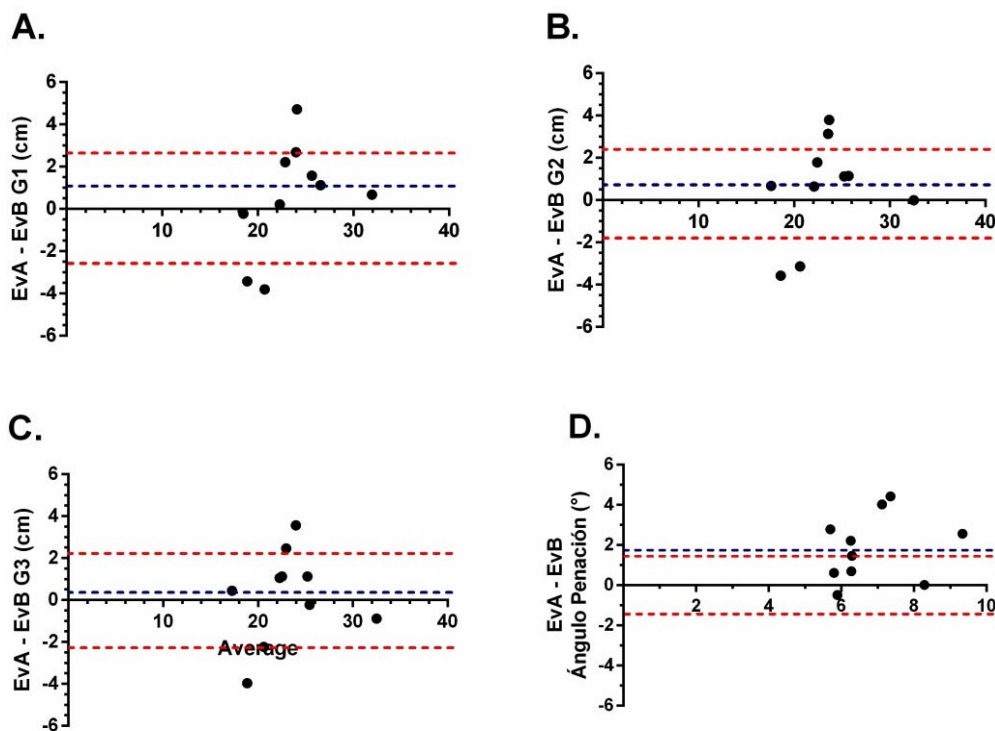 A.
EvA - EvB G1 (cm)
6
4
2
0
-2
-4
-6
10 20 30 40
B.
EvA - EvB G2 (cm)
6
4
2
0
-2
-4
-6
10 20 30 40
C.
EvA - EvB G3 (cm)
6
4
2
0
-2
-4
-6
10 20 30 40
Average
D.
EvA - EvB
Ángulo Penación (°)
6
4
2
0
-2
-4
-6
2 4 6 8 10